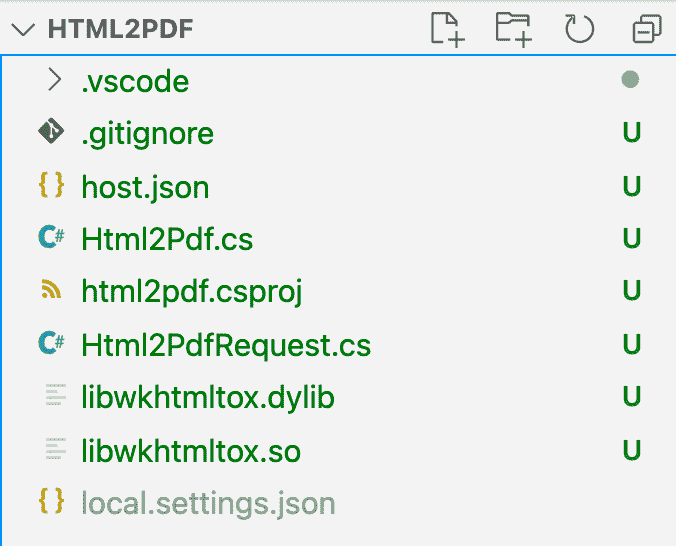 HTML2PDF
.vscode
.gitignore U
{} host.json U
C# Html2Pdf.cs U
html2pdf.csproj U
C# Html2PdfRequest.cs U
libwkhtmltox.dylib U
libwkhtmltox.so U
{} local.settings.json